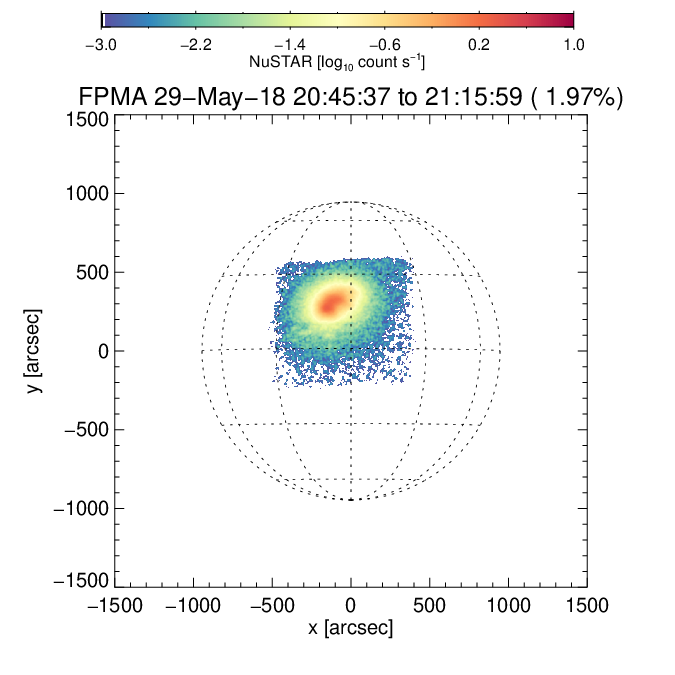 −3.0 −2.2 −1.4 −0.6 0.2 1.0
NuSTAR [log10 count s−1]
FPMA 29−May−18 20:45:37 to 21:15:59 ( 1.97%)
1500
1000
500
0
−500
−1000
−1500
y [arcsec]
−1500 −1000 −500 0 500 1000 1500
x [arcsec]